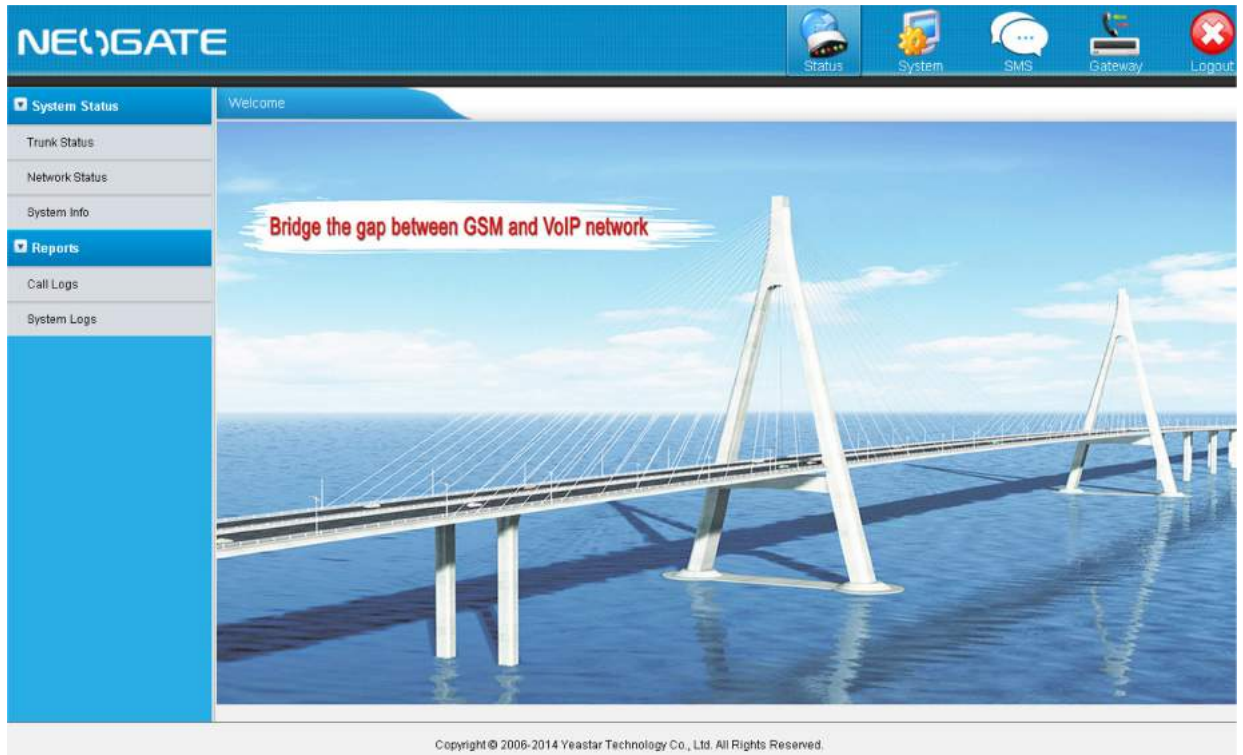 NEOGATE
Status System SMS Gateway Logout
System Status
Welcome
Trunk Status
Network Status
System Info
Bridge the gap between GSM and VoIP network
Reports
Call Logs
System Logs
Copyright © 2006-2014 Yeastar Technology Co., Ltd. All Rights Reserved.